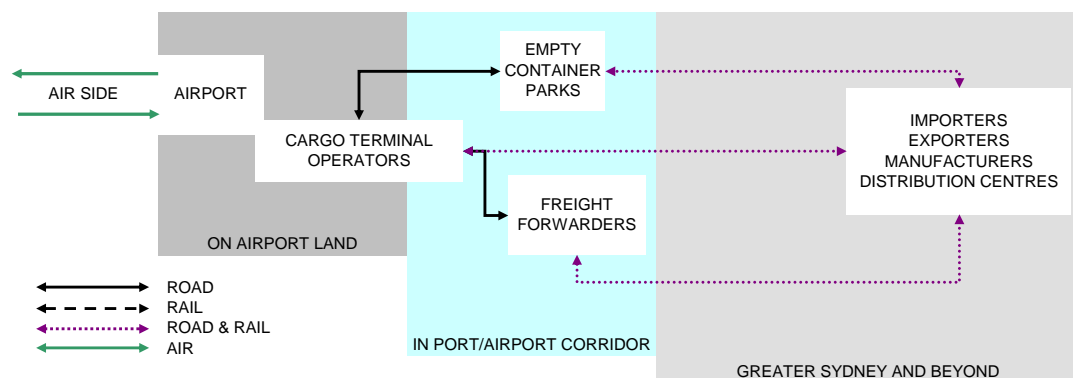 EMPTY
CONTAINER
PARKS
AIR SIDE
AIRPORT
CARGO TERMINAL
OPERATORS
IMPORTERS
EXPORTERS
MANUFACTURERS
DISTRIBUTION CENTRES
FREIGHT
FORWARDERS
ON AIRPORT LAND
ROAD
RAIL
ROAD & RAIL
AIR
IN PORT/AIRPORT CORRIDOR
GREATER SYDNEY AND BEYOND